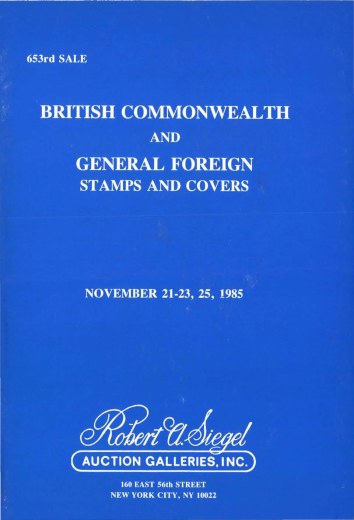 653rd SALE
BRITISH COMMONWEALTH
AND
GENERAL FOREIGN
STAMPS AND COVERS
NOVEMBER 21-23, 25, 1985
Robert A. Siegel
AUCTION GALLERIES, INC.
160 EAST 56th STREET
NEW YORK CITY, NY 10022